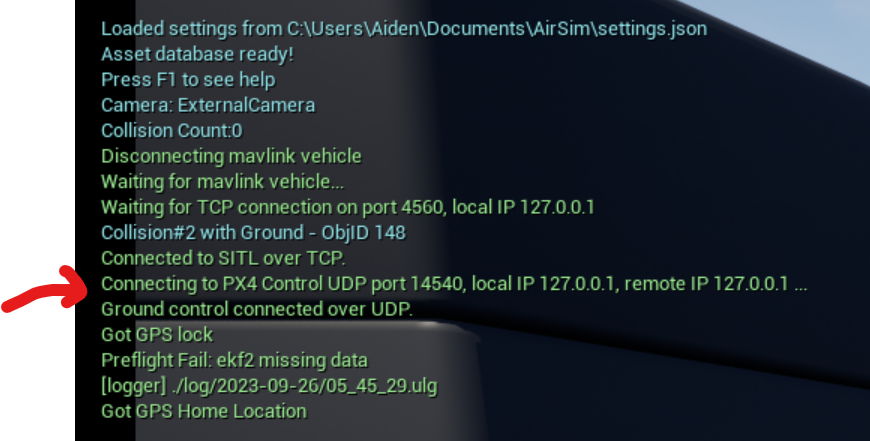 Loaded settings from C:\Users\Aiden\Documents\AirSim\settings.json
Asset database ready!
Press F1 to see help
Camera: ExternalCamera
Collision Count:0
Disconnecting mavlink vehicle
Waiting for mavlink vehicle...
Waiting for TCP connection on port 4560, local IP 127.0.0.1
Collision#2 with Ground - ObjID 148
Connected to SITL over TCP.
Connecting to PX4 Control UDP port 14540, local IP 127.0.0.1, remote IP 127.0.0.1 ...
Ground control connected over UDP.
Got GPS lock
Preflight Fail: ekf2 missing data
[logger] ./log/2023-09-26/05_45_29.ulg
Got GPS Home Location